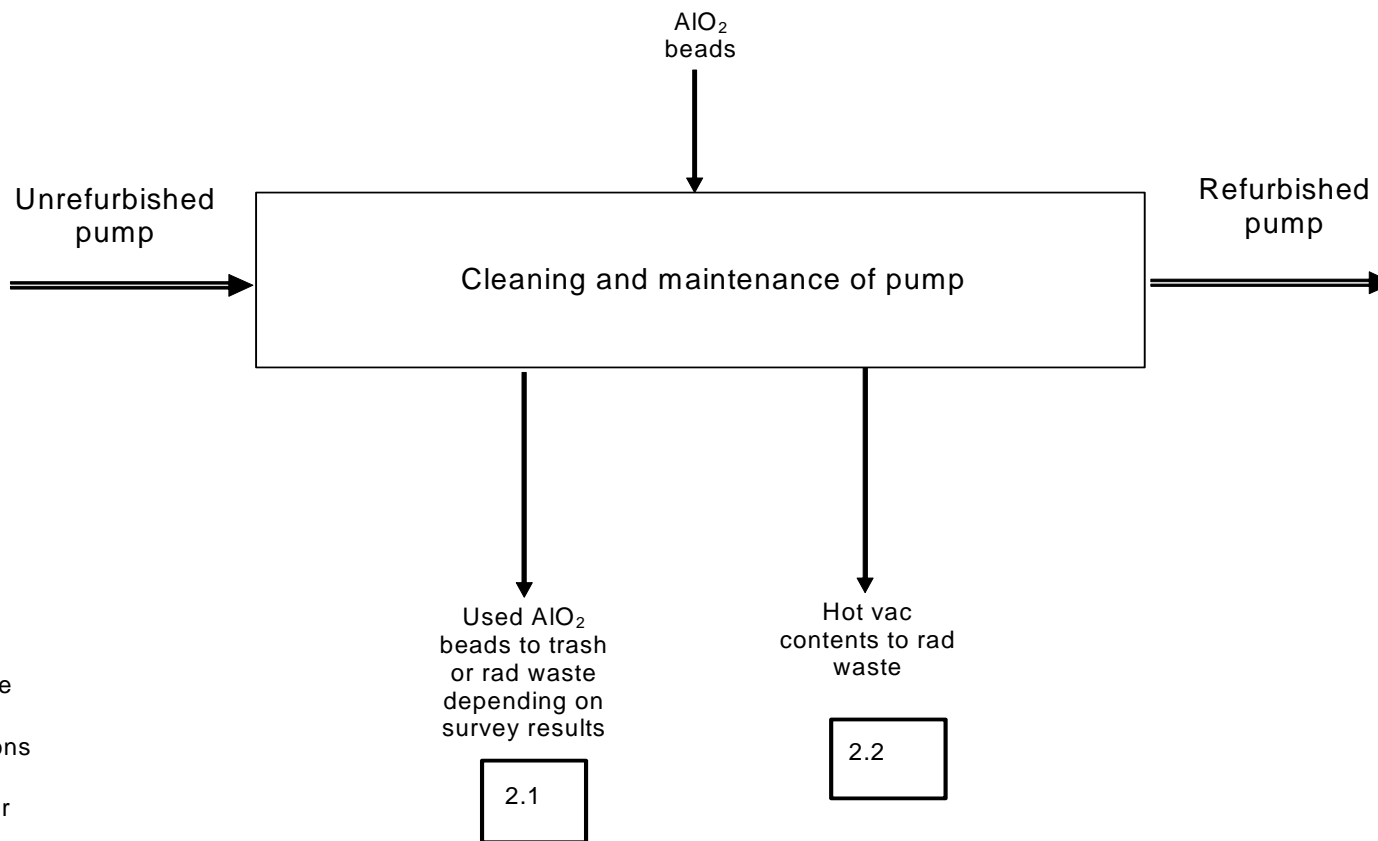 AlO₂
beads
Unrefurbished
pump
Refurbished
pump
Cleaning and maintenance of pump
Used AlO₂
beads to trash
or rad waste
depending on
survey results
2.1
Hot vac
contents to rad
waste
2.2
e
ons
r